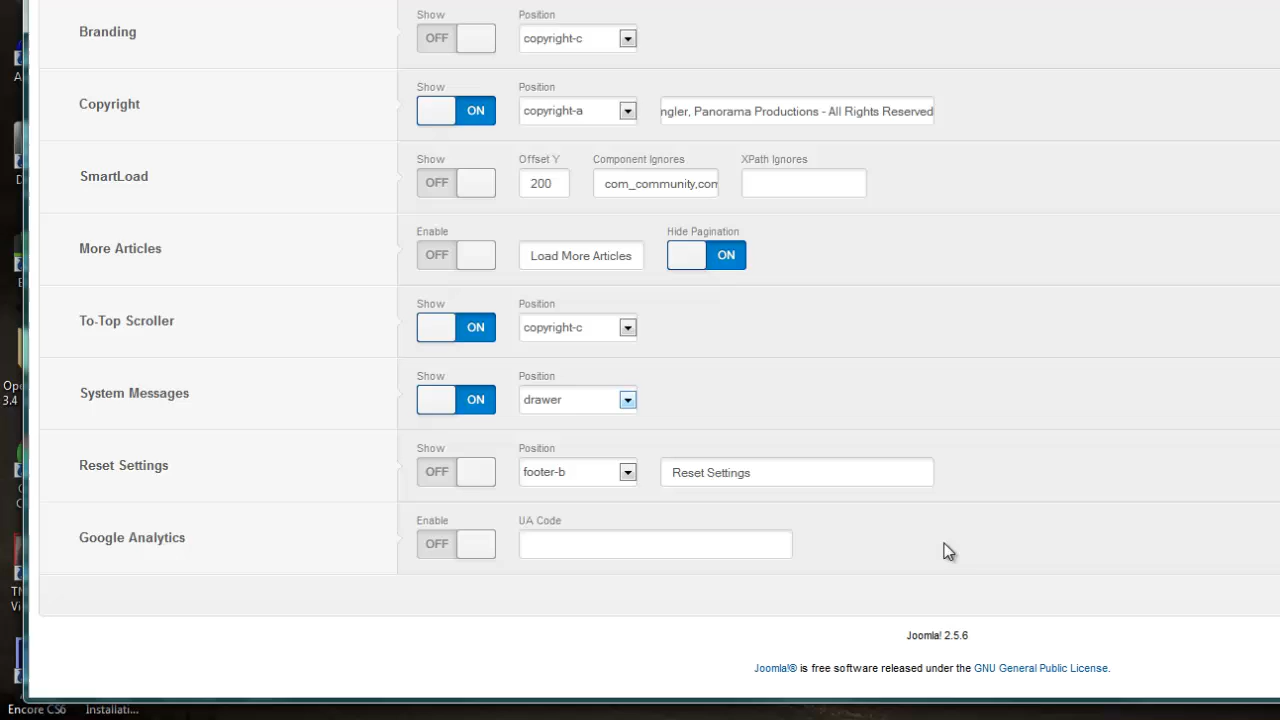 Show Position
Branding OFF copyright-c
Show Position
Copyright ON copyright-a ngler, Panorama Productions - All Rights Reserved
Show Offset Y Component Ignores XPath Ignores
SmartLoad OFF 200 com_community,com
Enable Hide Pagination
More Articles OFF Load More Articles ON
Show Position
To-Top Scroller ON copyright-c
Show Position
System Messages ON drawer
Show Position
Reset Settings OFF footer-b Reset Settings
Enable UA Code
Google Analytics OFF
Joomla! 2.5.6
Joomla!® is free software released under the GNU General Public License.
Ope
3.4
Encore CS6 Installati...